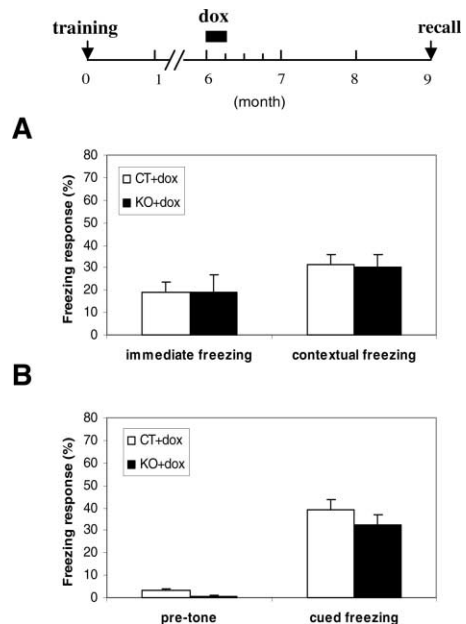 dox
training recall
0 1 6 7 8 9
(month)
A
Freezing response (%)
80
70
60
50
40
30
20
10
0
CT+dox
KO+dox
immediate freezing contextual freezing
B
Freezing response (%)
80
70
60
50
40
30
20
10
0
CT+dox
KO+dox
pre-tone cued freezing